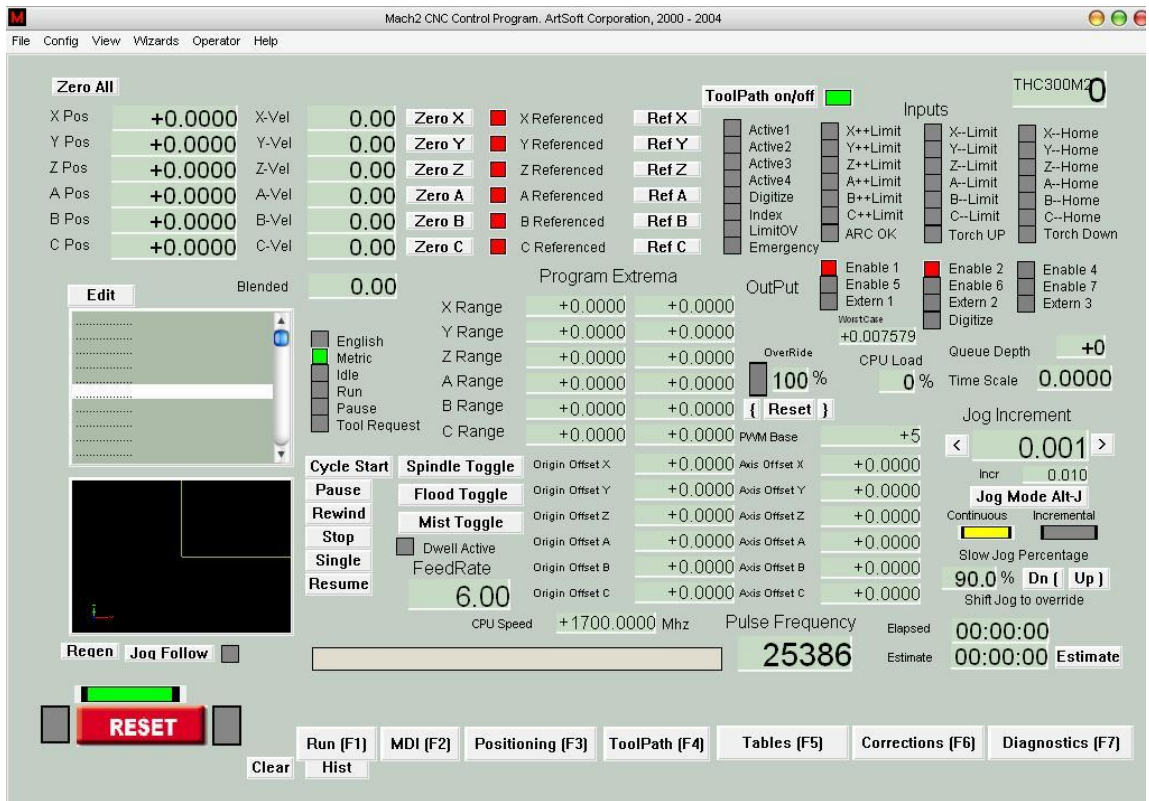 Mach2 CNC Control Program. ArtSoft Corporation, 2000 - 2004
File Config View Wizards Operator Help
Zero All
X Pos +0.0000 X-Vel 0.00 Zero X X Referenced Ref X
Y Pos +0.0000 Y-Vel 0.00 Zero Y Y Referenced Ref Y
Z Pos +0.0000 Z-Vel 0.00 Zero Z Z Referenced Ref Z
A Pos +0.0000 A-Vel 0.00 Zero A A Referenced Ref A
B Pos +0.0000 B-Vel 0.00 Zero B B Referenced Ref B
C Pos +0.0000 C-Vel 0.00 Zero C C Referenced Ref C
Blended 0.00
ToolPath on/off
THC300M2 0
Inputs
Active1 X++Limit X--Limit X--Home
Active2 Y++Limit Y--Limit Y--Home
Active3 Z++Limit Z--Limit Z--Home
Active4 A++Limit A--Limit A--Home
Digitize B++Limit B--Limit B--Home
Index C++Limit C--Limit C--Home
LimitOV ARC OK Torch UP Torch Down
Emergency
OutPut
Enable 1 Enable 2 Enable 4
Enable 5 Enable 6 Enable 7
Extern 1 Extern 2 Extern 3
Digitize
Edit
................
................
................
................
................
................
................
................
English
Metric
Idle
Run
Pause
Tool Request
Program Extrema
X Range +0.0000 +0.0000
Y Range +0.0000 +0.0000
Z Range +0.0000 +0.0000
A Range +0.0000 +0.0000
B Range +0.0000 +0.0000
C Range +0.0000 +0.0000
WorstCase
+0.007579
OverRide
100 %
{ Reset }
CPU Load
0 %
Queue Depth +0
Time Scale 0.0000
PWM Base +5
Jog Increment
< 0.001 >
Incr 0.010
Jog Mode Alt-J
Continuous Incremental
Slow Jog Percentage
90.0 % Dn ( Up )
Shift Jog to override
Cycle Start Spindle Toggle
Pause Flood Toggle
Rewind Mist Toggle
Stop Dwell Active
Single FeedRate
Resume 6.00
Origin Offset X +0.0000 Axis Offset X +0.0000
Origin Offset Y +0.0000 Axis Offset Y +0.0000
Origin Offset Z +0.0000 Axis Offset Z +0.0000
Origin Offset A +0.0000 Axis Offset A +0.0000
Origin Offset B +0.0000 Axis Offset B +0.0000
Origin Offset C +0.0000 Axis Offset C +0.0000
CPU Speed +1700.0000 Mhz
Pulse Frequency
25386
Elapsed 00:00:00
Estimate 00:00:00 Estimate
Regen Jog Follow
RESET
Run (F1) MDI (F2) Positioning (F3) ToolPath (F4) Tables (F5) Corrections (F6) Diagnostics (F7)
Clear Hist